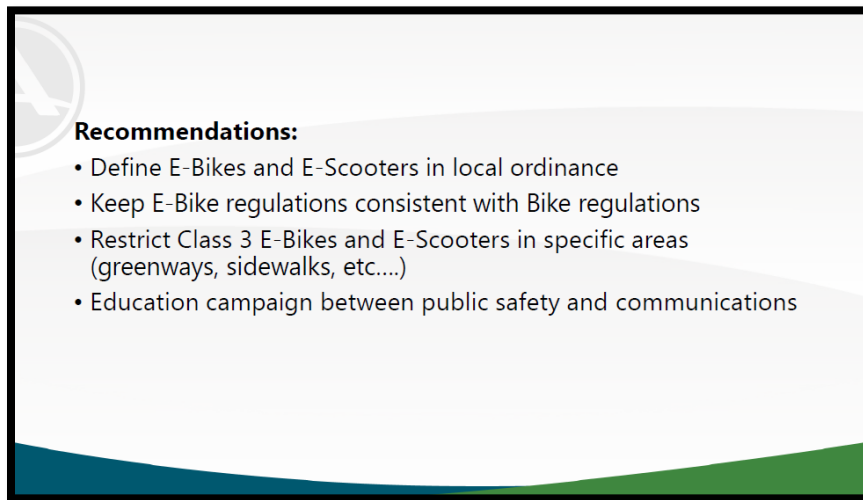 Recommendations:
• Define E-Bikes and E-Scooters in local ordinance
• Keep E-Bike regulations consistent with Bike regulations
• Restrict Class 3 E-Bikes and E-Scooters in specific areas
(greenways, sidewalks, etc....)
• Education campaign between public safety and communications